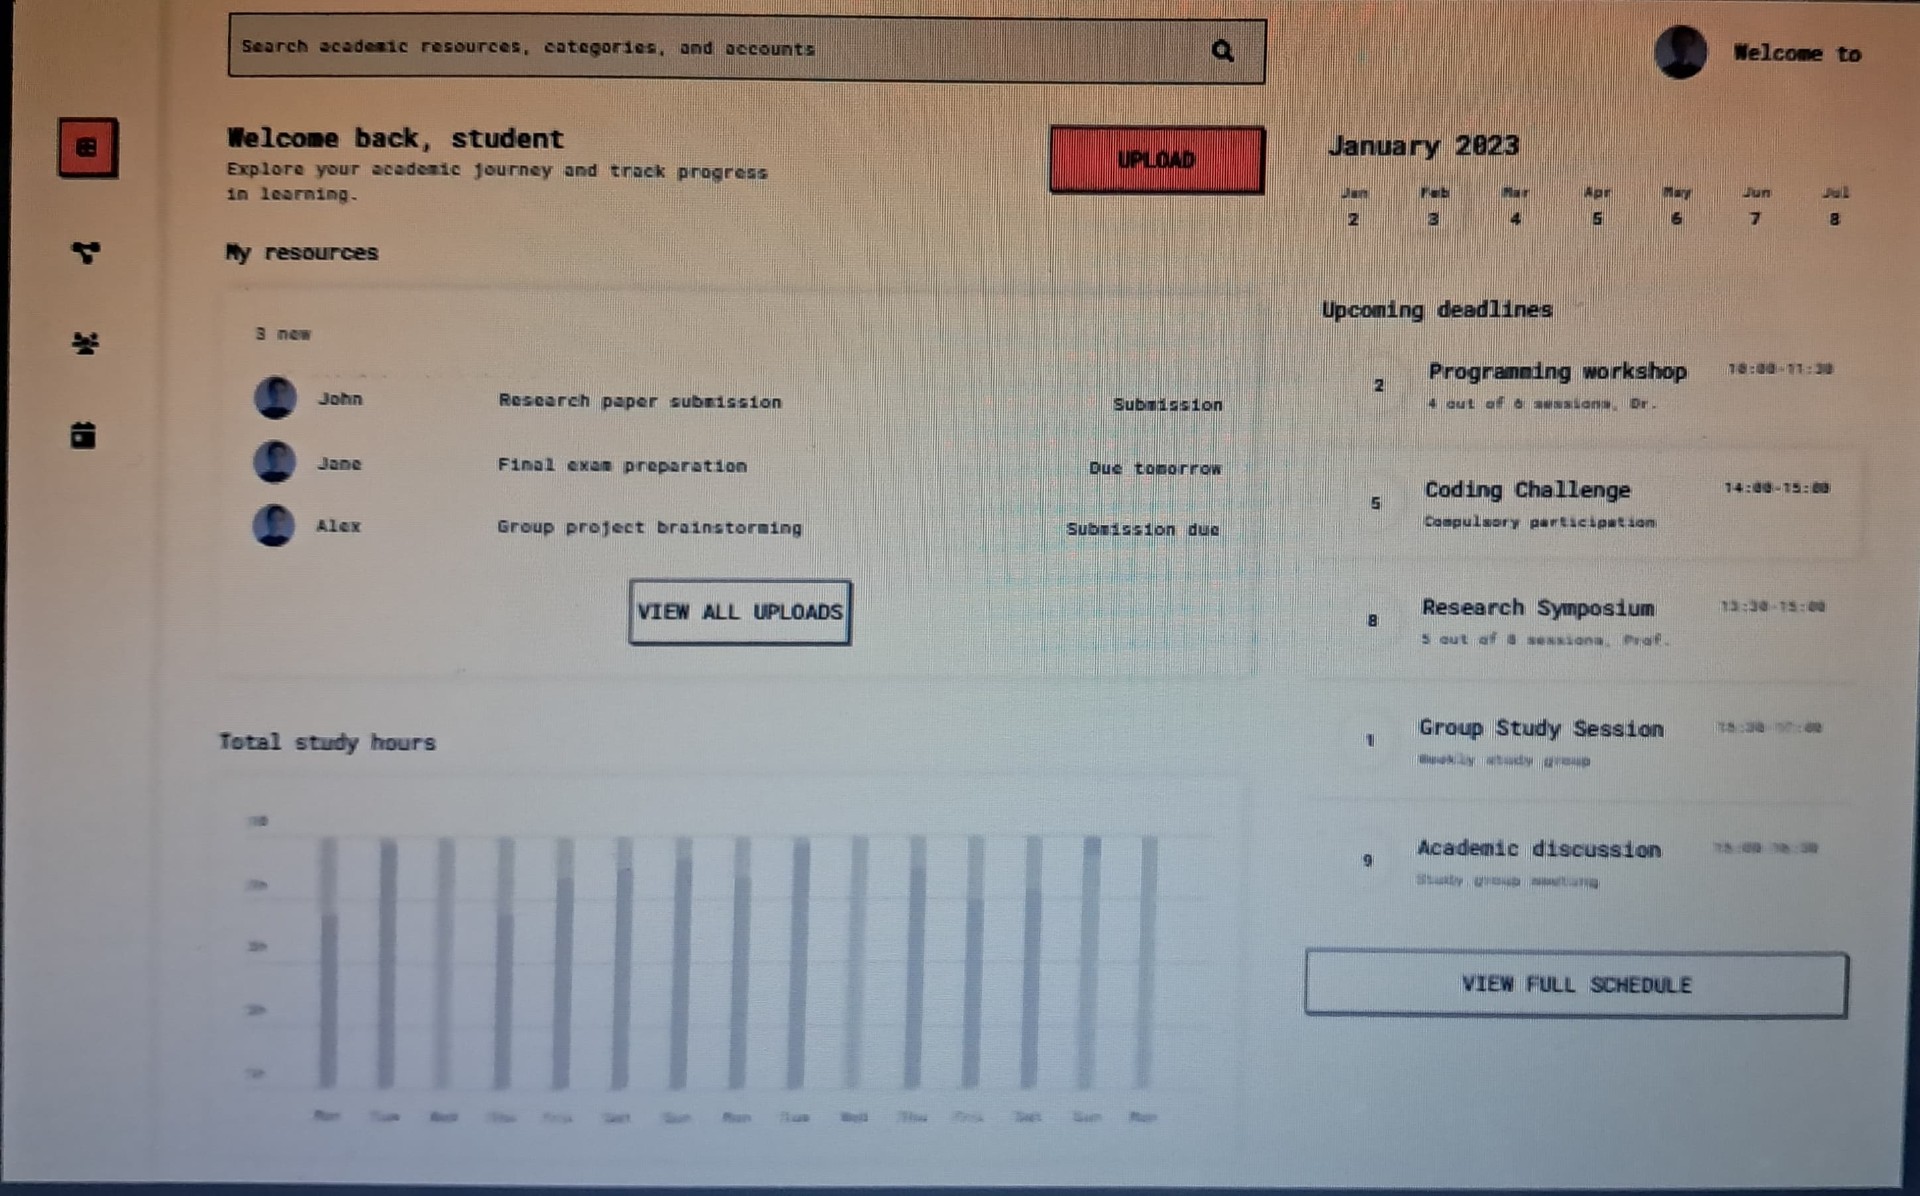 Search academic resources, categories, and accounts
Welcome to
Welcome back, student
Explore your academic journey and track progress
in learning.
UPLOAD
My resources
3 new
John Research paper submission Submission
Jane Final exam preparation Due tomorrow
Alex Group project brainstorming Submission due
VIEW ALL UPLOADS
Total study hours
January 2023
Jan Feb Mar Apr May Jun Jul
2 3 4 5 6 7 8
Upcoming deadlines
2 Programming workshop 10:00-11:30
4 out of 6 sessions, Dr.
5 Coding Challenge 14:00-15:00
Compulsory participation
8 Research Symposium 13:30-15:00
5 out of 8 sessions, Prof.
1 Group Study Session
Weekly study group
9 Academic discussion
Study group meeting
VIEW FULL SCHEDULE